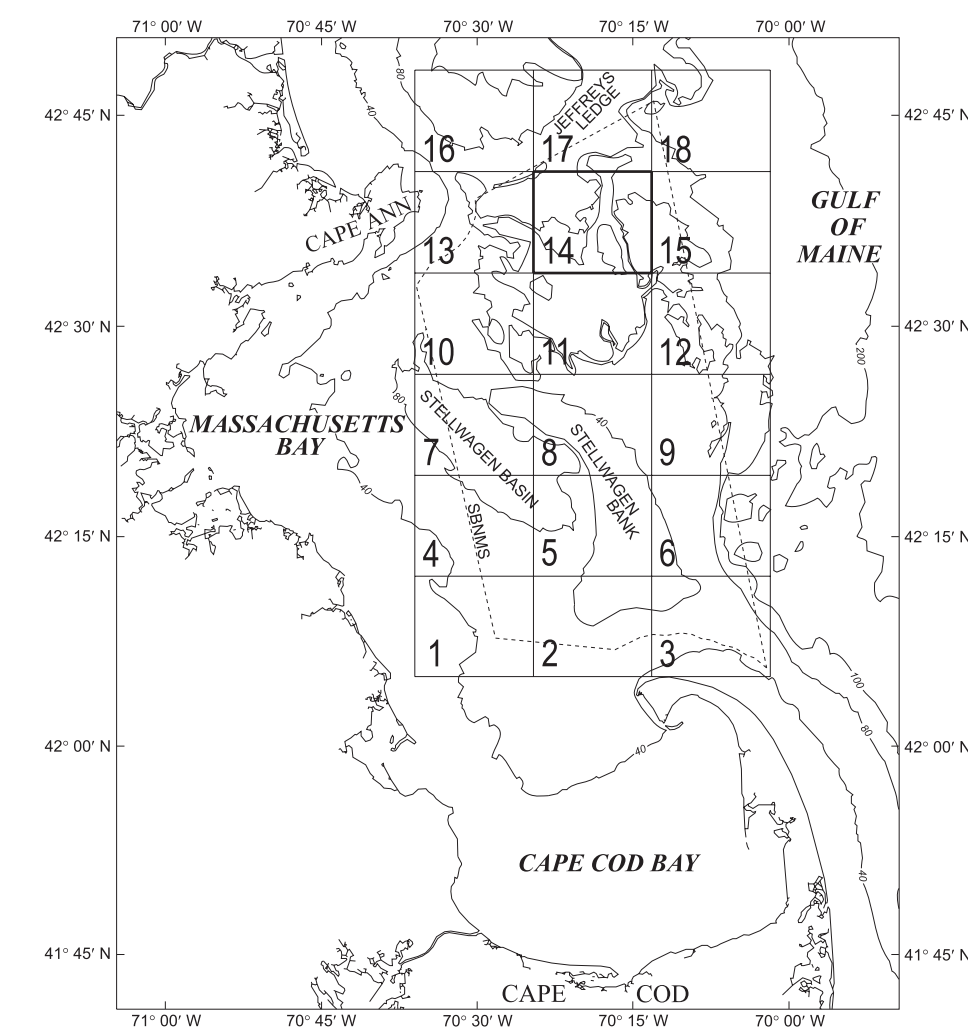 71° 00′ W 70° 45′ W 70° 30′ W 70° 15′ W 70° 00′ W
80
40
JEFFREYS
LEDGE
42° 45′ N 42° 45′ N
16 17 18
GULF
OF
MAINE
CAPE ANN
13 14 15
42° 30′ N 42° 30′ N
200
10 11 12
80
40
MASSACHUSETTS
BAY
STELLWAGEN BASIN
STELLWAGEN
BANK
7 8 9
40
SBNMS
42° 15′ N 42° 15′ N
4 5 6
1 2 3
100
80
40
42° 00′ N 42° 00′ N
CAPE COD BAY
40
41° 45′ N 41° 45′ N
CAPE COD
71° 00′ W 70° 45′ W 70° 30′ W 70° 15′ W 70° 00′ W